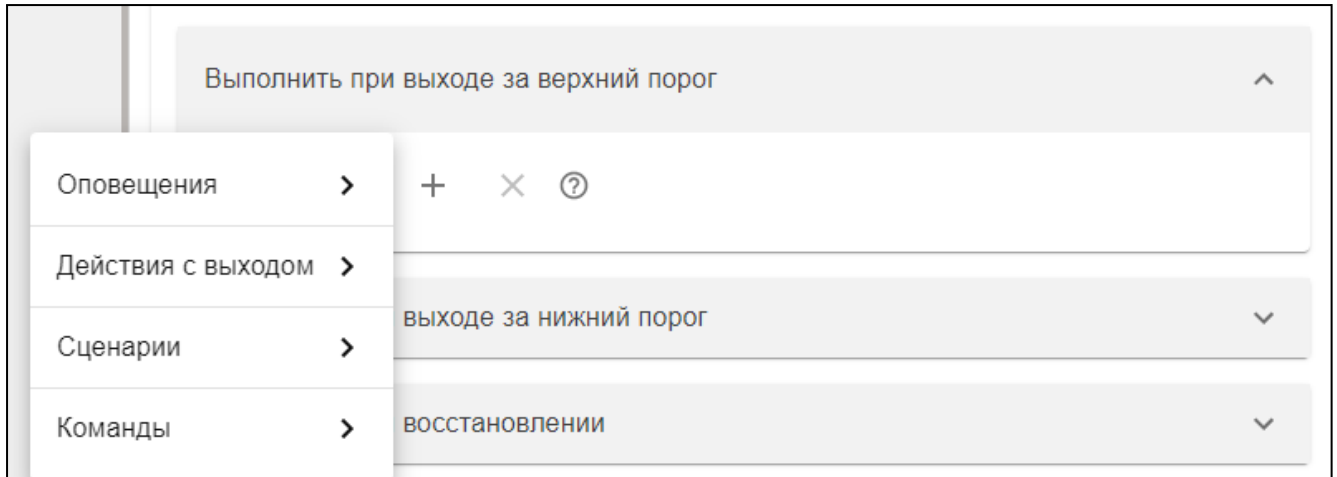 Выполнить при выходе за верхний порог
Оповещения
Действия с выходом
выходе за нижний порог
Сценарии
Команды
восстановлении